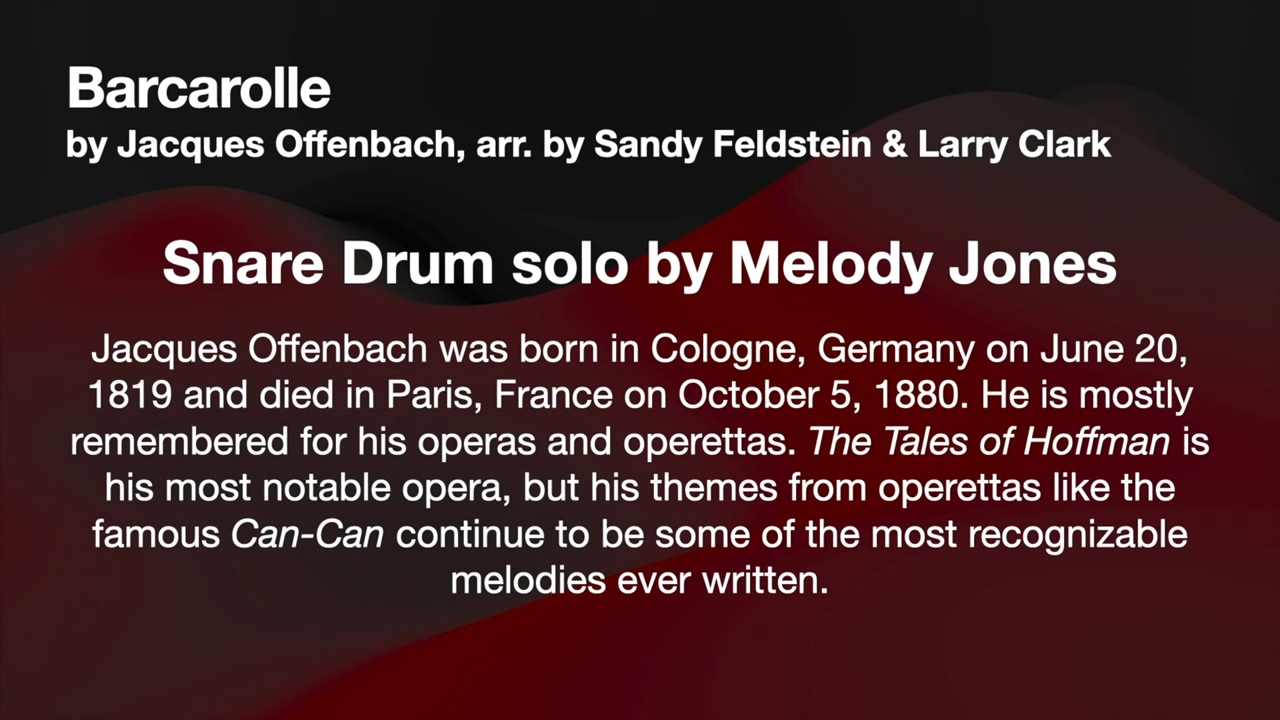 Barcarolle
by Jacques Offenbach, arr. by Sandy Feldstein & Larry Clark
Snare Drum solo by Melody Jones
Jacques Offenbach was born in Cologne, Germany on June 20,
1819 and died in Paris, France on October 5, 1880. He is mostly
remembered for his operas and operettas. The Tales of Hoffman is
his most notable opera, but his themes from operettas like the
famous Can-Can continue to be some of the most recognizable
melodies ever written.